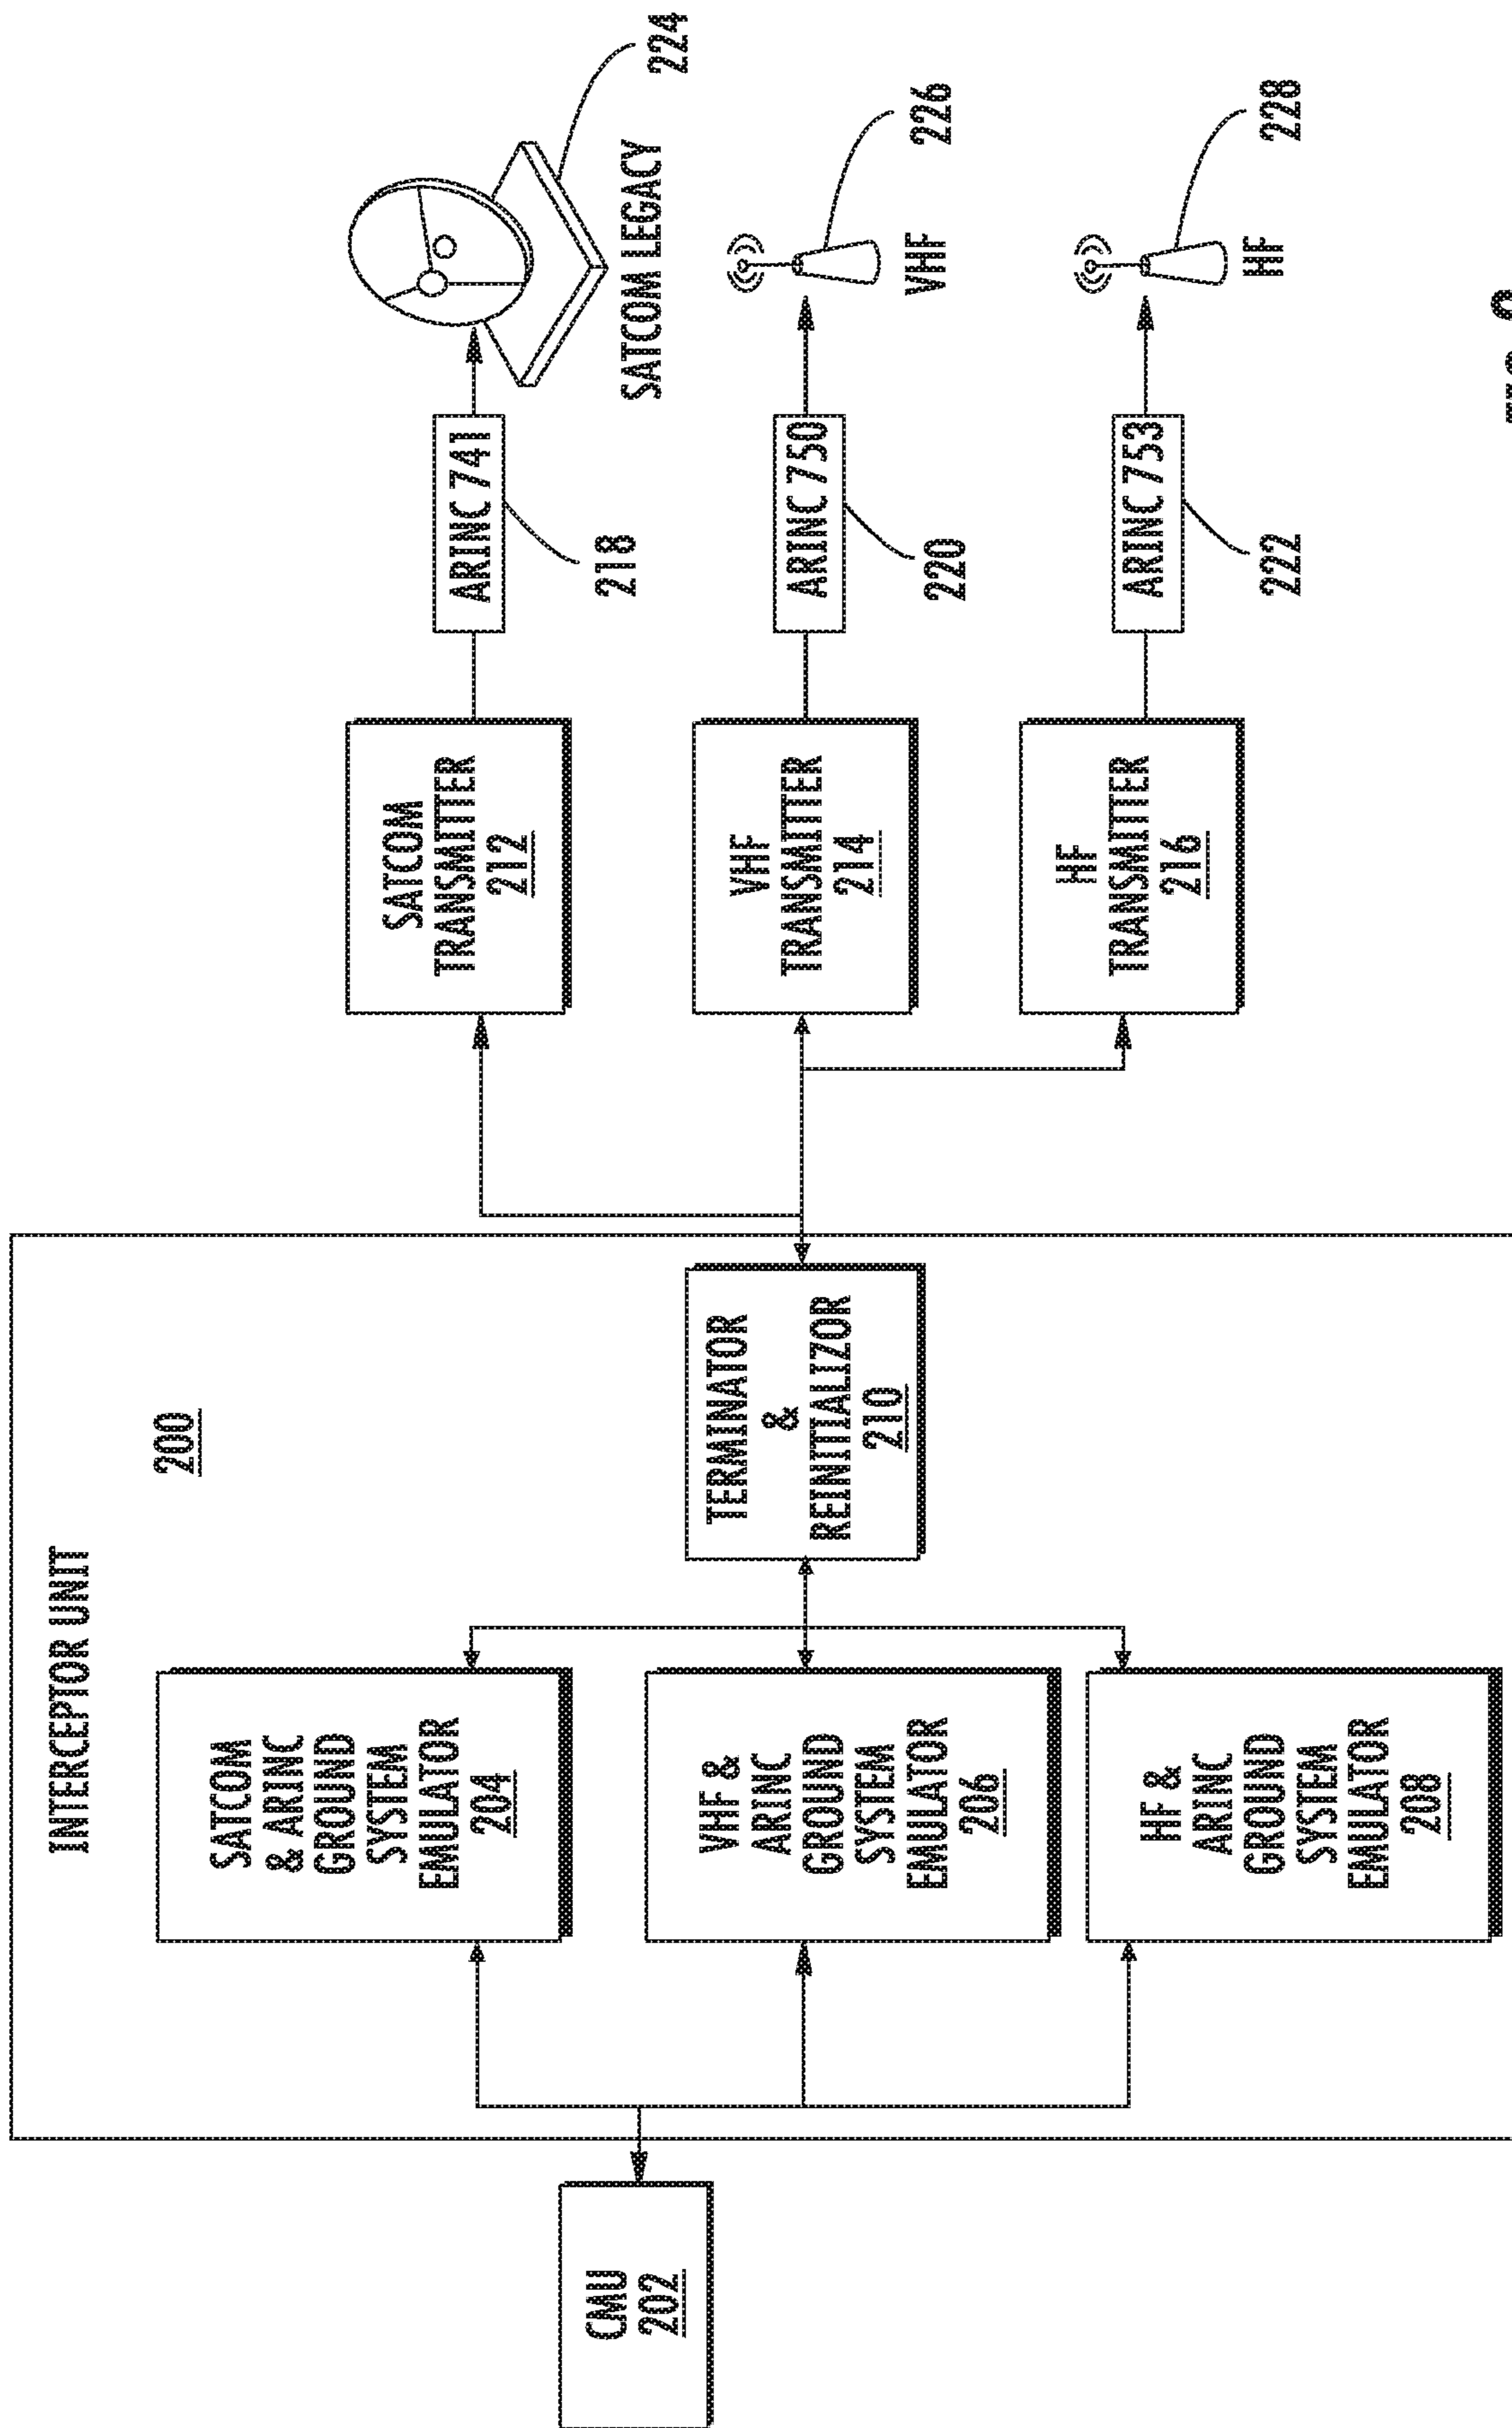 INTERCEPTOR UNIT
200
CMU
202
SATCOM
& ARINC
GROUND
SYSTEM
EMULATOR
204
VHF &
ARINC
GROUND
SYSTEM
EMULATOR
206
HF &
ARINC
GROUND
SYSTEM
EMULATOR
208
TERMINATOR
&
REINITIALIZOR
210
SATCOM
TRANSMITTER
212
VHF
TRANSMITTER
214
HF
TRANSMITTER
216
ARINC 741
218
ARINC 750
220
ARINC 753
222
224
SATCOM LEGACY
226
VHF
228
HF